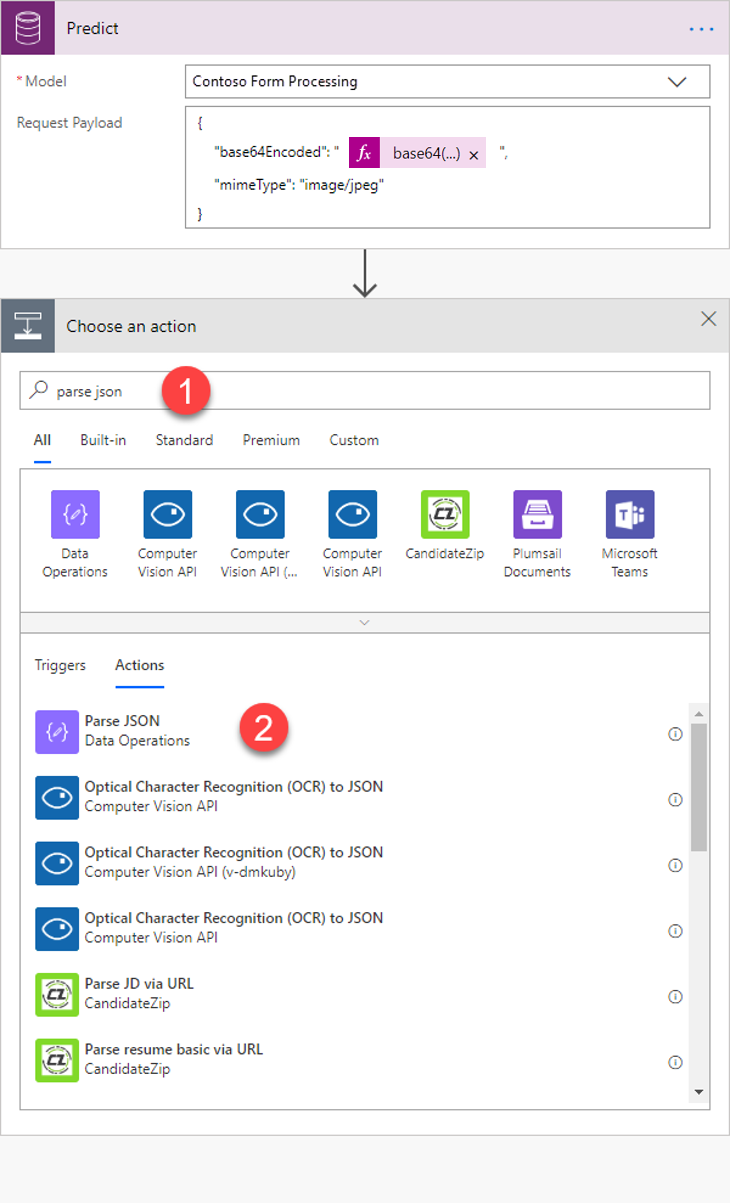 Predict
* Model
Contoso Form Processing
Request Payload
{
"base64Encoded": " fx base64(...) × ",
"mimeType": "image/jpeg"
}
Choose an action
parse json
1
All Built-in Standard Premium Custom
Data Operations
Computer Vision API
Computer Vision API (...
Computer Vision API
CandidateZip
Plumsail Documents
Microsoft Teams
Triggers Actions
Parse JSON
Data Operations
2
Optical Character Recognition (OCR) to JSON
Computer Vision API
Optical Character Recognition (OCR) to JSON
Computer Vision API (v-dmkuby)
Optical Character Recognition (OCR) to JSON
Computer Vision API
Parse JD via URL
CandidateZip
Parse resume basic via URL
CandidateZip